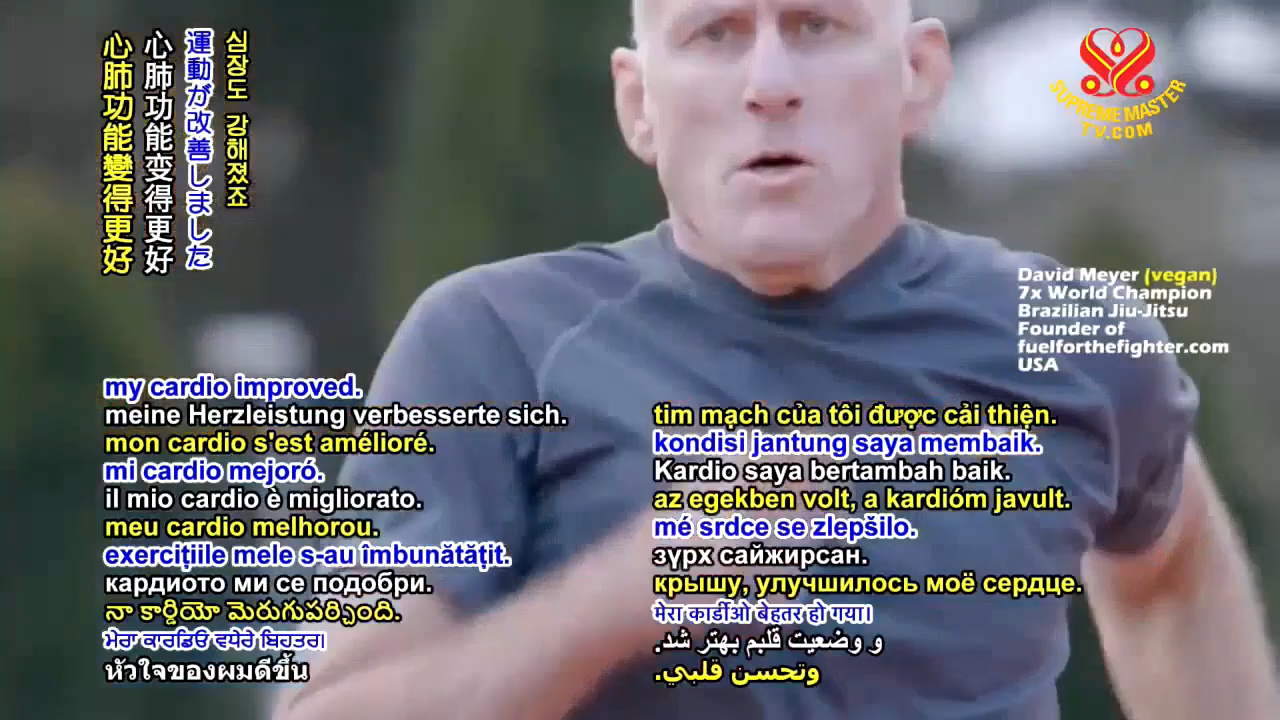 심장도 강해졌죠
運動が改善しました
心肺功能变得更好
心肺功能變得更好
SUPREME MASTER
TV.COM
David Meyer (vegan)
7x World Champion
Brazilian Jiu-Jitsu
Founder of
fuelforthefighter.com
USA
my cardio improved.
meine Herzleistung verbesserte sich.
mon cardio s'est amélioré.
mi cardio mejoró.
il mio cardio è migliorato.
meu cardio melhorou.
exercițiile mele s-au îmbunătățit.
кардиото ми се подобри.
నా కార్డియో మెరుగుపర్చింది.
ਮੇਰਾ ਕਾਰਡਿਓ ਵਧੇਰੇ ਬਿਹਤਰ।
หัวใจของผมดีขึ้น
tim mạch của tôi được cải thiện.
kondisi jantung saya membaik.
Kardio saya bertambah baik.
az egekben volt, a kardióm javult.
mé srdce se zlepšilo.
зүрх сайжирсан.
крышу, улучшилось моё сердце.
मेरा कार्डीओ बेहतर हो गया।
و وضعیت قلبم بهتر شد.
وتحسن قلبي.